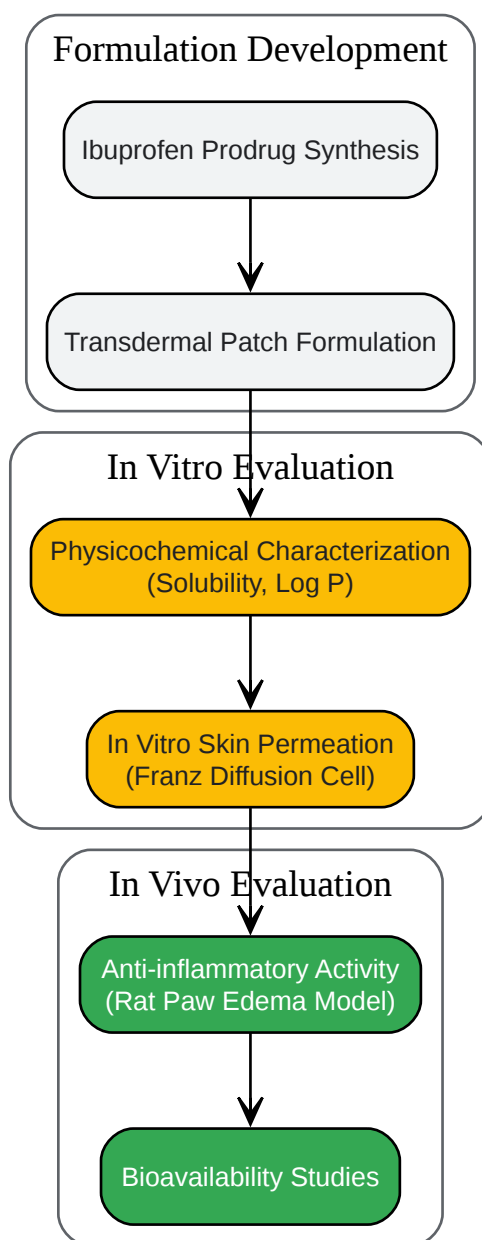 Formulation Development
Ibuprofen Prodrug Synthesis
Transdermal Patch Formulation
In Vitro Evaluation
Physicochemical Characterization
(Solubility, Log P)
In Vitro Skin Permeation
(Franz Diffusion Cell)
In Vivo Evaluation
Anti-inflammatory Activity
(Rat Paw Edema Model)
Bioavailability Studies